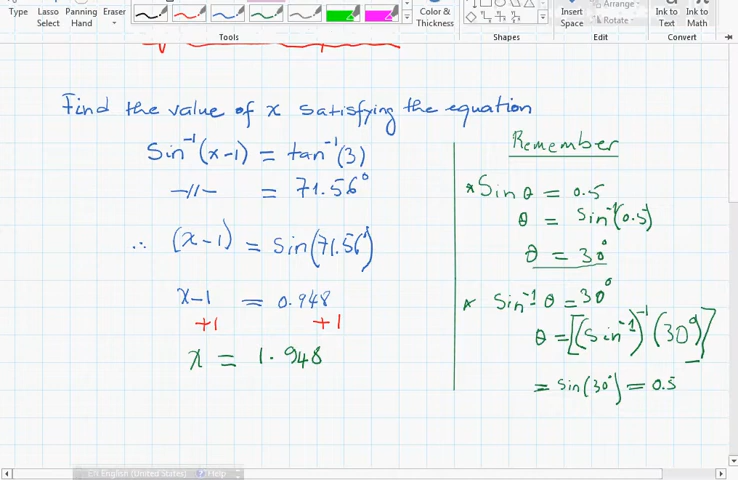 Type
Lasso Select
Panning Hand
Eraser
Color & Thickness
Insert Space
Arrange
Rotate
Ink to Text
Ink to Math
Tools
Shapes
Edit
Convert
Find the value of x satisfying the equation
Sin⁻¹(x-1) = tan⁻¹(3)
—//— = 71.56°
∴ (x-1) = Sin(71.56°)
x-1 = 0.948
+1 +1
x = 1.948
Remember
* Sin θ = 0.5
θ = Sin⁻¹(0.5)
θ = 30°
* Sin⁻¹ θ = 30°
θ = [(Sin⁻¹)⁻¹(30°)]
= Sin(30°) = 0.5
EN English (United States) ? Help